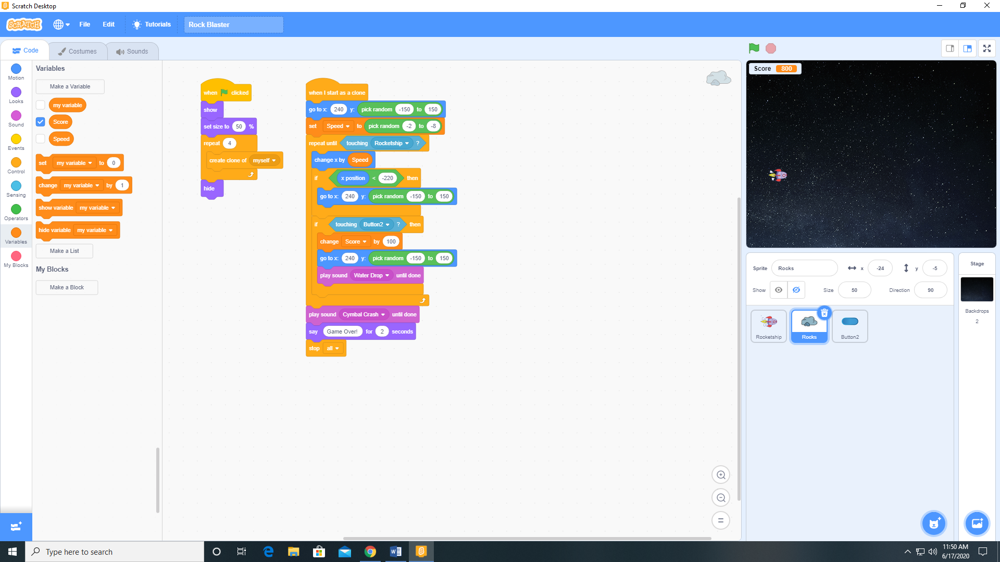 Scratch Desktop
SCRATCH File Edit Tutorials Rock Blaster
Code Costumes Sounds
Motion
Looks
Sound
Events
Control
Sensing
Operators
Variables
My Blocks
Variables
Make a Variable
my variable
Score
Speed
set my variable to 0
change my variable by 1
show variable my variable
hide variable my variable
Make a List
My Blocks
Make a Block
when clicked
show
set size to 50 %
repeat 4
create clone of myself
hide
when I start as a clone
go to x: 240 y: pick random -150 to 150
set Speed to pick random -2 to -8
repeat until touching Rocketship ?
change x by Speed
if x position < -220 then
go to x: 240 y: pick random -150 to 150
if touching Button2 ? then
change Score by 100
go to x: 240 y: pick random -150 to 150
play sound Water Drop until done
play sound Cymbal Crash until done
say Game Over! for 2 seconds
stop all
Score 800
Sprite Rocks x -24 y -5
Show Size 50 Direction 90
Rocketship Rocks Button2
Stage
Backdrops
2
Type here to search
11:50 AM
6/17/2020